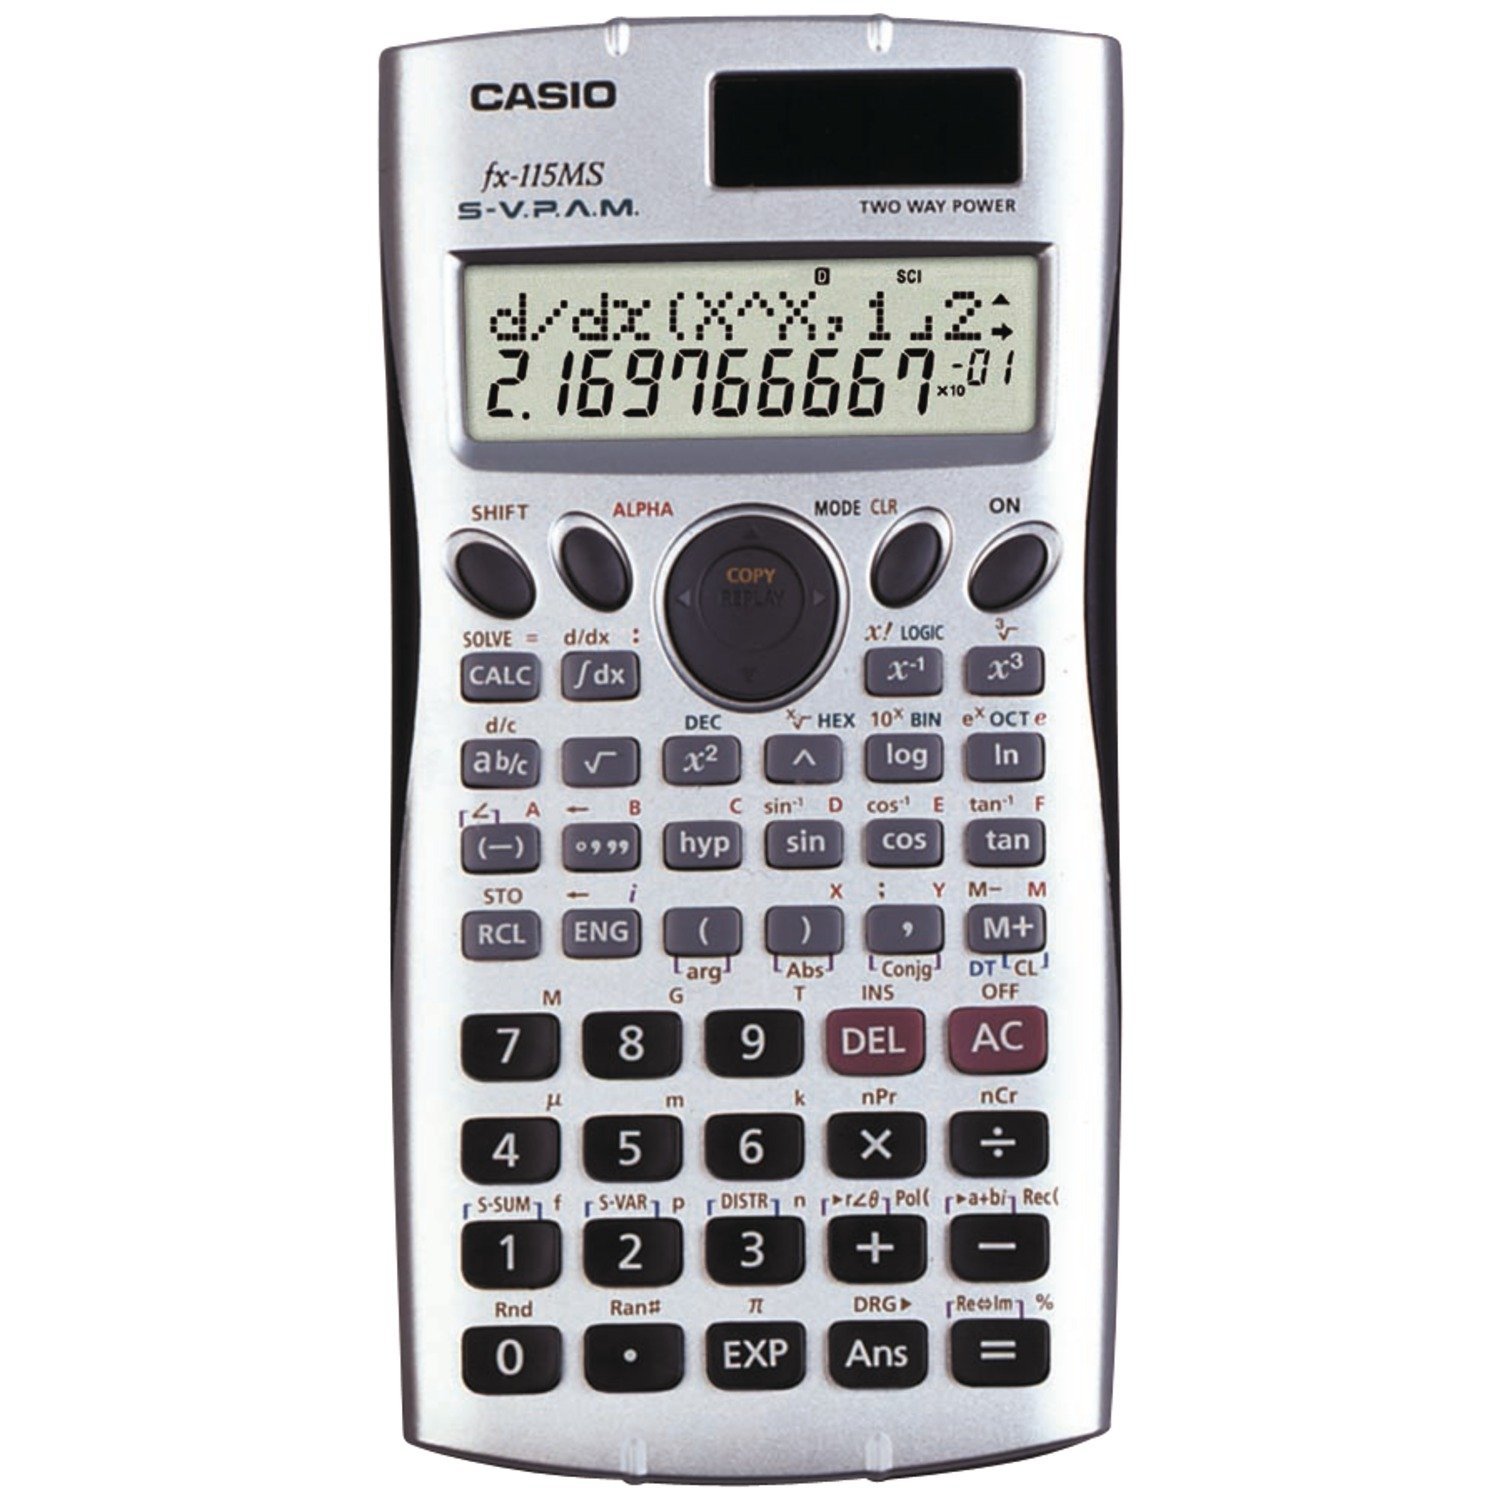 CASIO
fx-115MS
S-V.P.A.M.
TWO WAY POWER
D SCI
d/dx(X^X,1⌟2
2.169766667×10-01
SHIFT ALPHA MODE CLR ON
COPY
REPLAY
SOLVE = d/dx : x! LOGIC ³√
CALC ∫dx x⁻¹ x³
d/c DEC ˣ√ HEX 10ˣ BIN eˣ OCT e
ab/c √ x² ^ log ln
∠ A ← B C sin⁻¹ D cos⁻¹ E tan⁻¹ F
(−) ° ’ ’’ hyp sin cos tan
STO ← i X ; Y M− M
RCL ENG ( ) , M+
arg Abs Conjg DT CL
M G T INS OFF
7 8 9 DEL AC
μ m k nPr nCr
4 5 6 × ÷
S-SUM f S-VAR p DISTR n ▸r∠θ Pol( ▸a+bi Rec(
1 2 3 + −
Rnd Ran# π DRG▸ Re⇔Im %
0 • EXP Ans =